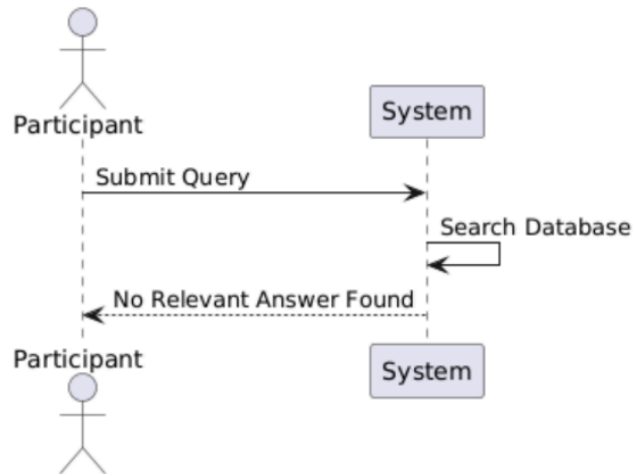 Participant
System
Submit Query
Search Database
No Relevant Answer Found
Participant
System